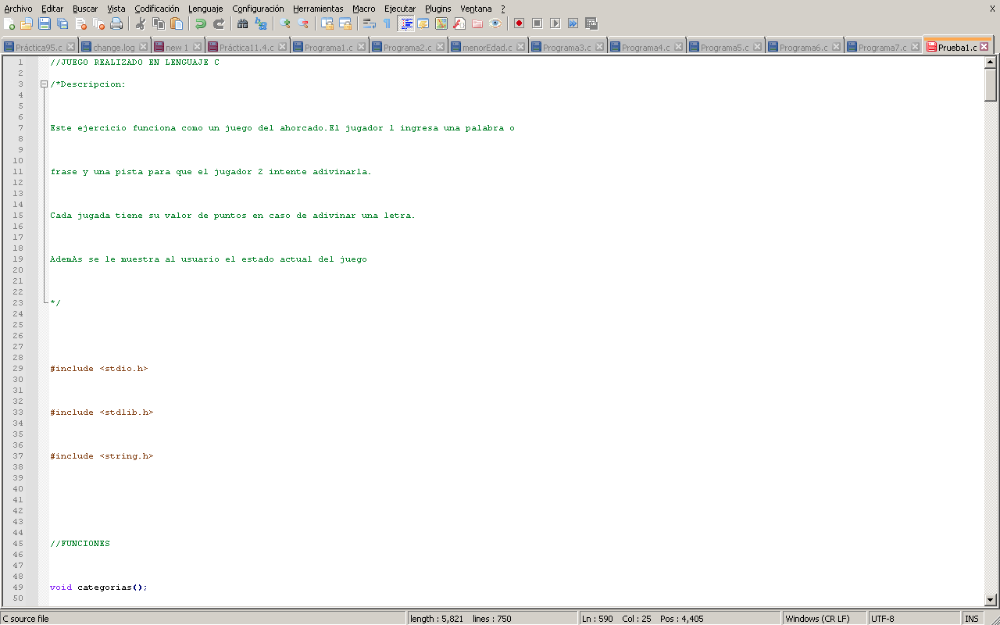 Archivo Editar Buscar Vista Codificación Lenguaje Configuración Herramientas Macro Ejecutar Plugins Ventana ? X
Práctica95.c change.log new 1 Práctica11.4.c Programa1.c Programa2.c menorEdad.c Programa3.c Programa4.c Programa5.c Programa6.c Programa7.c Prueba1.c
1 //JUEGO REALIZADO EN LENGUAJE C
2
3 /*Descripcion:
4
5
6
7 Este ejercicio funciona como un juego del ahorcado.El jugador 1 ingresa una palabra o
8
9
10
11 frase y una pista para que el jugador 2 intente adivinarla.
12
13
14
15 Cada jugada tiene su valor de puntos en caso de adivinar una letra.
16
17
18
19 AdemAs se le muestra al usuario el estado actual del juego
20
21
22
23 */
24
25
26
27
28
29 #include <stdio.h>
30
31
32
33 #include <stdlib.h>
34
35
36
37 #include <string.h>
38
39
40
41
42
43
44
45 //FUNCIONES
46
47
48
49 void categorias();
50
C source file length : 5,821 lines : 750 Ln : 590 Col : 25 Pos : 4,405 Windows (CR LF) UTF-8 INS